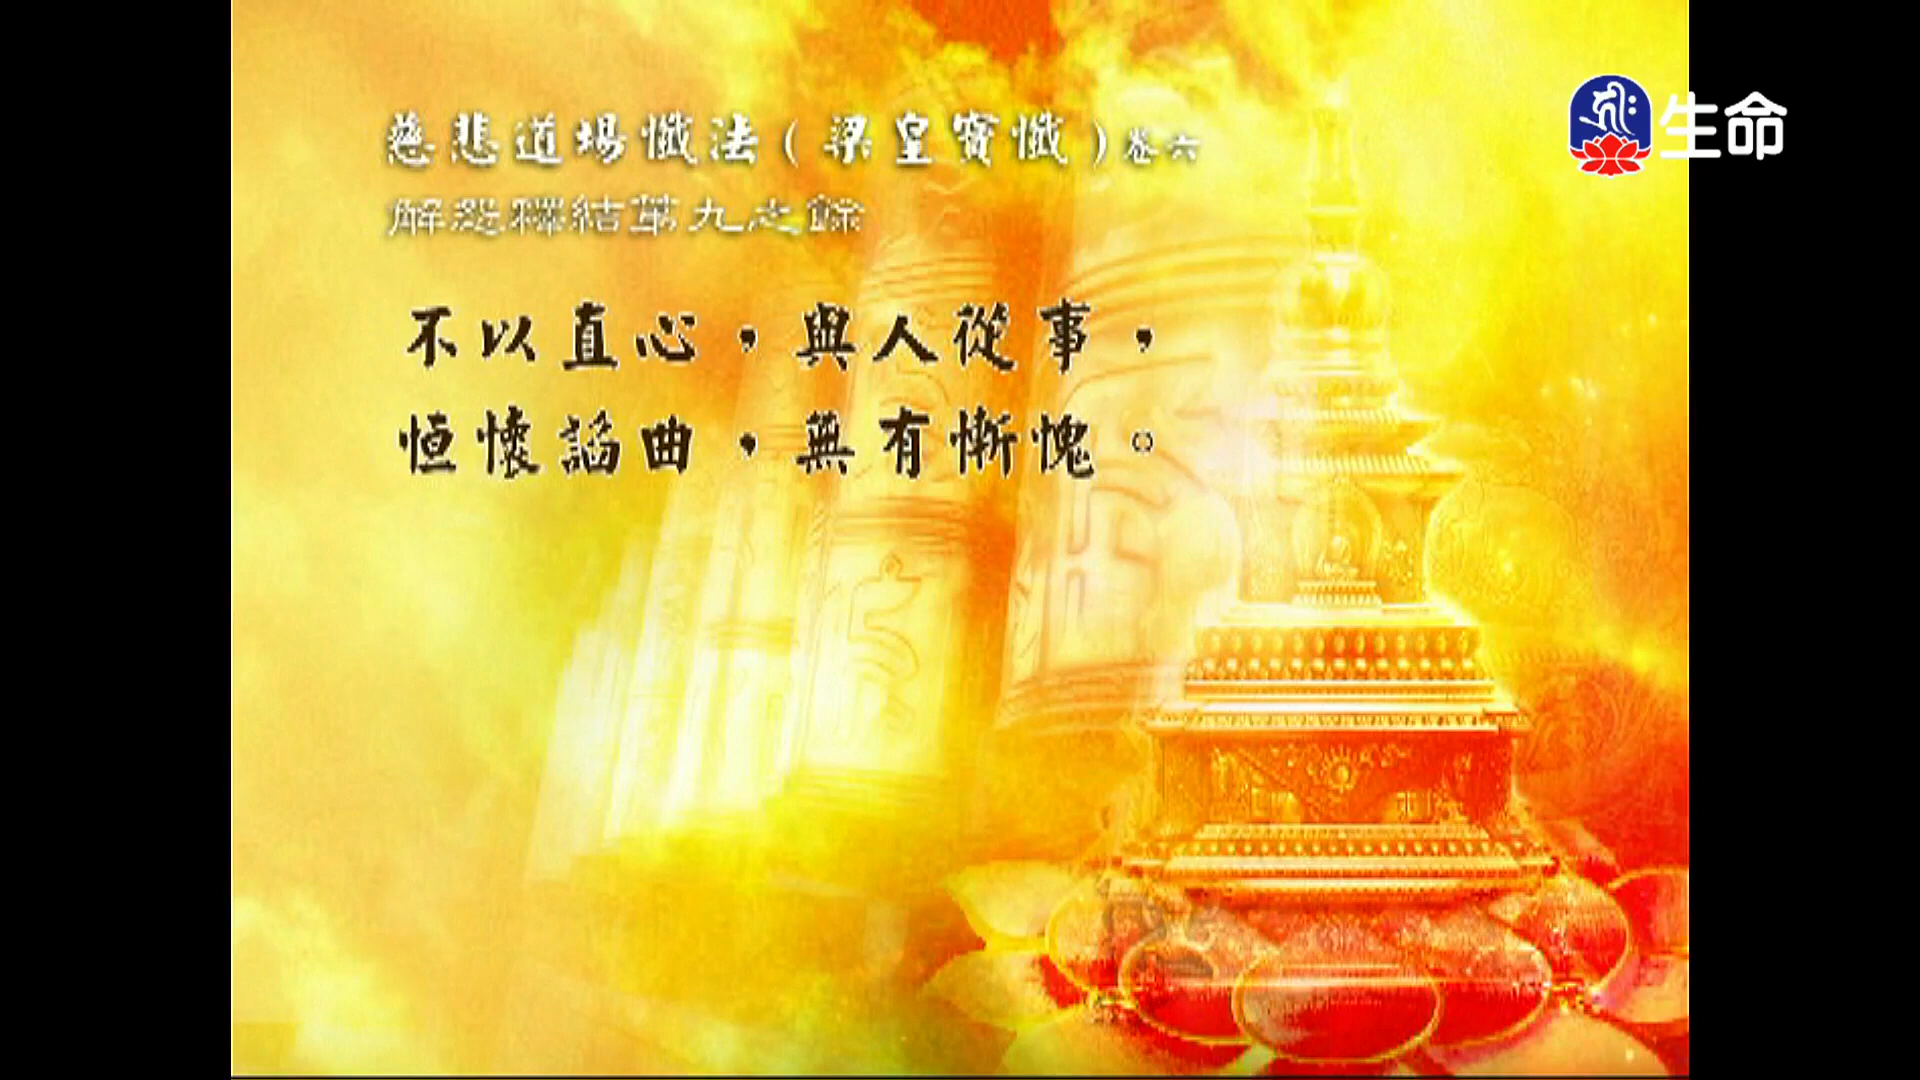 慈悲道場懺法(梁皇寶懺)卷六
解冤釋結第九之餘
不以直心，與人從事，
恒懷諂曲，無有慚愧。
生命